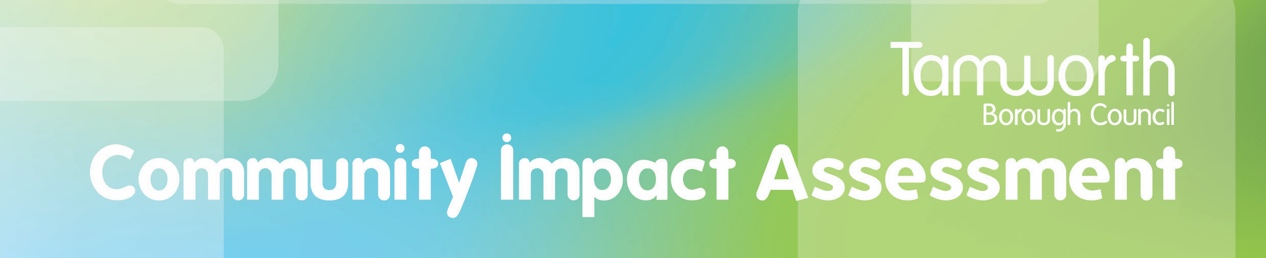 Tamworth
Borough Council
Community İmpact Assessment